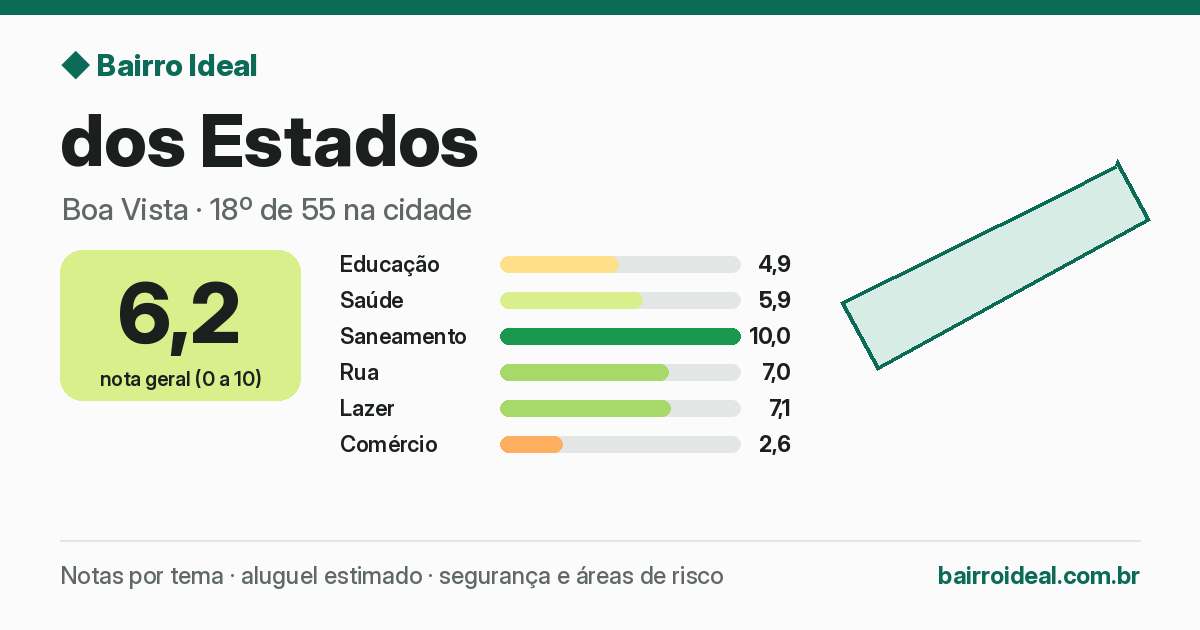 Bairro Ideal
dos Estados
Boa Vista · 18º de 55 na cidade
6,2
nota geral (0 a 10)
Educação 4,9
Saúde 5,9
Saneamento 10,0
Rua 7,0
Lazer 7,1
Comércio 2,6
Notas por tema · aluguel estimado · segurança e áreas de risco
bairroideal.com.br